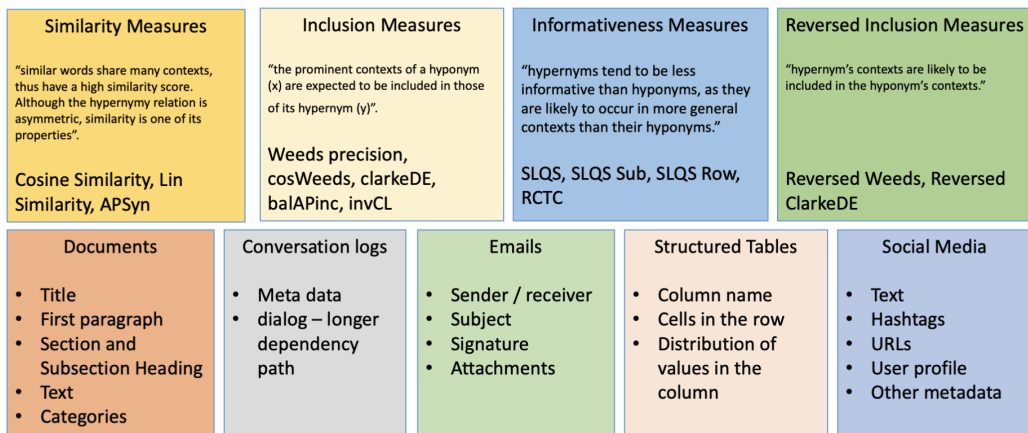 Similarity Measures
“similar words share many contexts,
thus have a high similarity score.
Although the hypernymy relation is
asymmetric, similarity is one of its
properties”.
Cosine Similarity, Lin
Similarity, APSyn
Inclusion Measures
“the prominent contexts of a hyponym
(x) are expected to be included in those
of its hypernym (y)”.
Weeds precision,
cosWeeds, clarkeDE,
balAPinc, invCL
Informativeness Measures
“hypernyms tend to be less
informative than hyponyms, as they
are likely to occur in more general
contexts than their hyponyms.”
SLQS, SLQS Sub, SLQS Row,
RCTC
Reversed Inclusion Measures
“hypernym’s contexts are likely to be
included in the hyponym’s contexts.”
Reversed Weeds, Reversed
ClarkeDE
Documents
• Title
• First paragraph
• Section and
Subsection Heading
• Text
• Categories
Conversation logs
• Meta data
• dialog – longer
dependency
path
Emails
• Sender / receiver
• Subject
• Signature
• Attachments
Structured Tables
• Column name
• Cells in the row
• Distribution of
values in the
column
Social Media
• Text
• Hashtags
• URLs
• User profile
• Other metadata